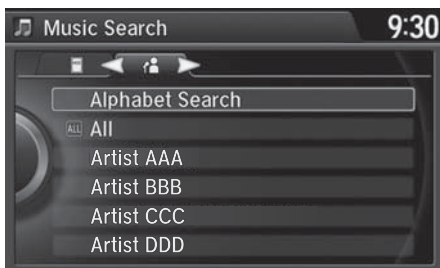 Music Search
9:30
Alphabet Search
ALL All
Artist AAA
Artist BBB
Artist CCC
Artist DDD